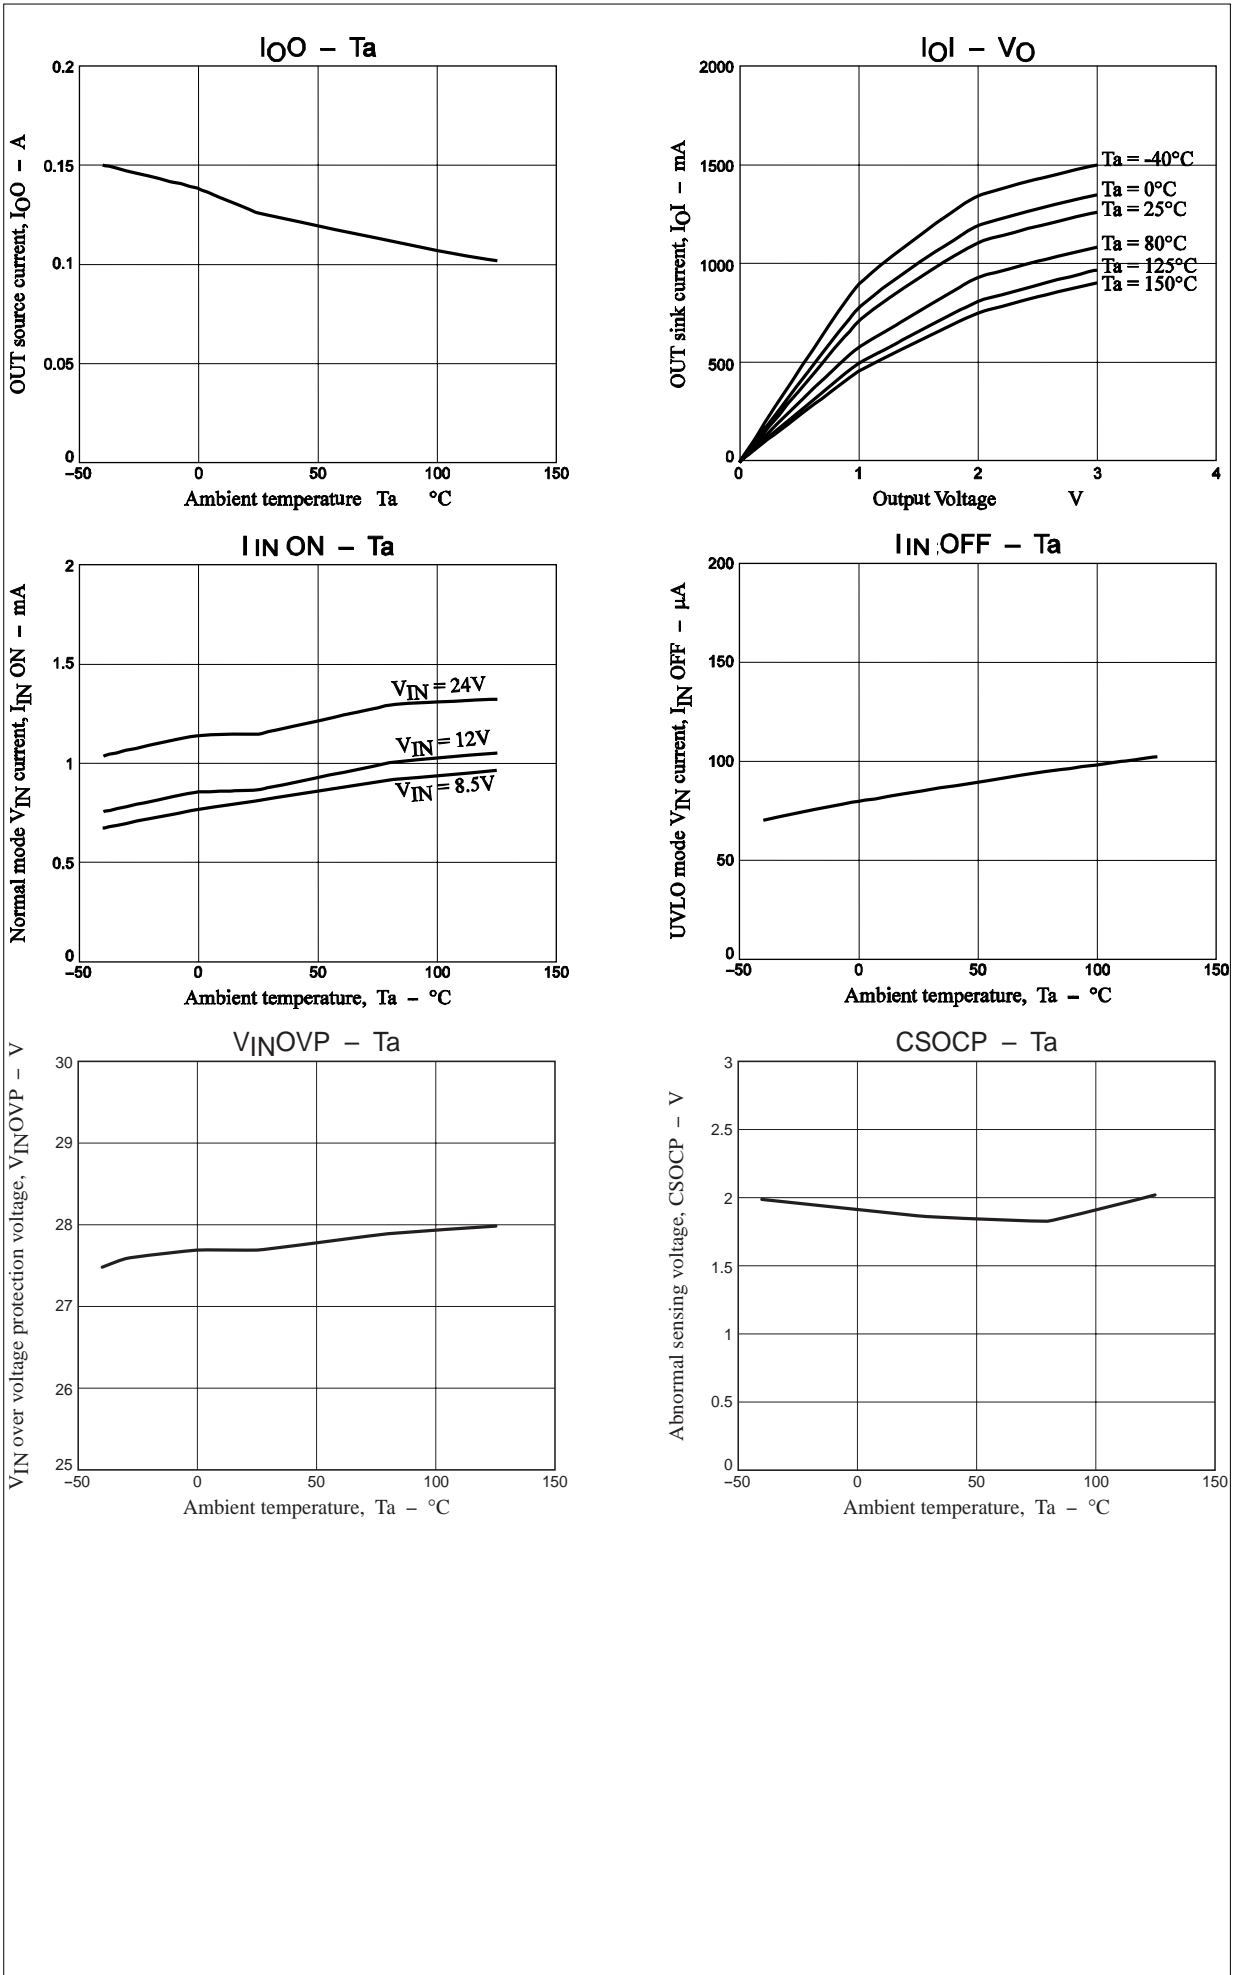 IOO – Ta
0.2
0.15
0.1
0.05
0
–50
0
50
100
150
OUT source current, IOO – A
Ambient temperature Ta °C
IOI – VO
2000
1500
1000
500
0
0
1
2
3
4
OUT sink current, IOI – mA
Output Voltage V
Ta = -40°C
Ta = 0°C
Ta = 25°C
Ta = 80°C
Ta = 125°C
Ta = 150°C
IIN ON – Ta
2
1.5
1
0.5
0
–50
0
50
100
150
Normal mode VIN current, IIN ON – mA
Ambient temperature, Ta – °C
VIN = 24V
VIN = 12V
VIN = 8.5V
IIN OFF – Ta
200
150
100
50
0
–50
0
50
100
150
UVLO mode VIN current, IIN OFF – µA
Ambient temperature, Ta – °C
VINOVP – Ta
30
29
28
27
26
25
–50
0
50
100
150
VIN over voltage protection voltage, VINOVP – V
Ambient temperature, Ta – °C
CSOCP – Ta
3
2.5
2
1.5
1
0.5
0
–50
0
50
100
150
Abnormal sensing voltage, CSOCP – V
Ambient temperature, Ta – °C